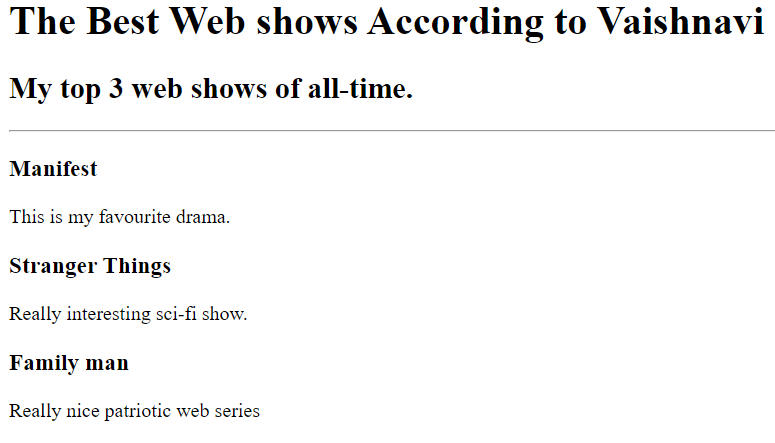 The Best Web shows According to Vaishnavi
My top 3 web shows of all-time.
Manifest
This is my favourite drama.
Stranger Things
Really interesting sci-fi show.
Family man
Really nice patriotic web series